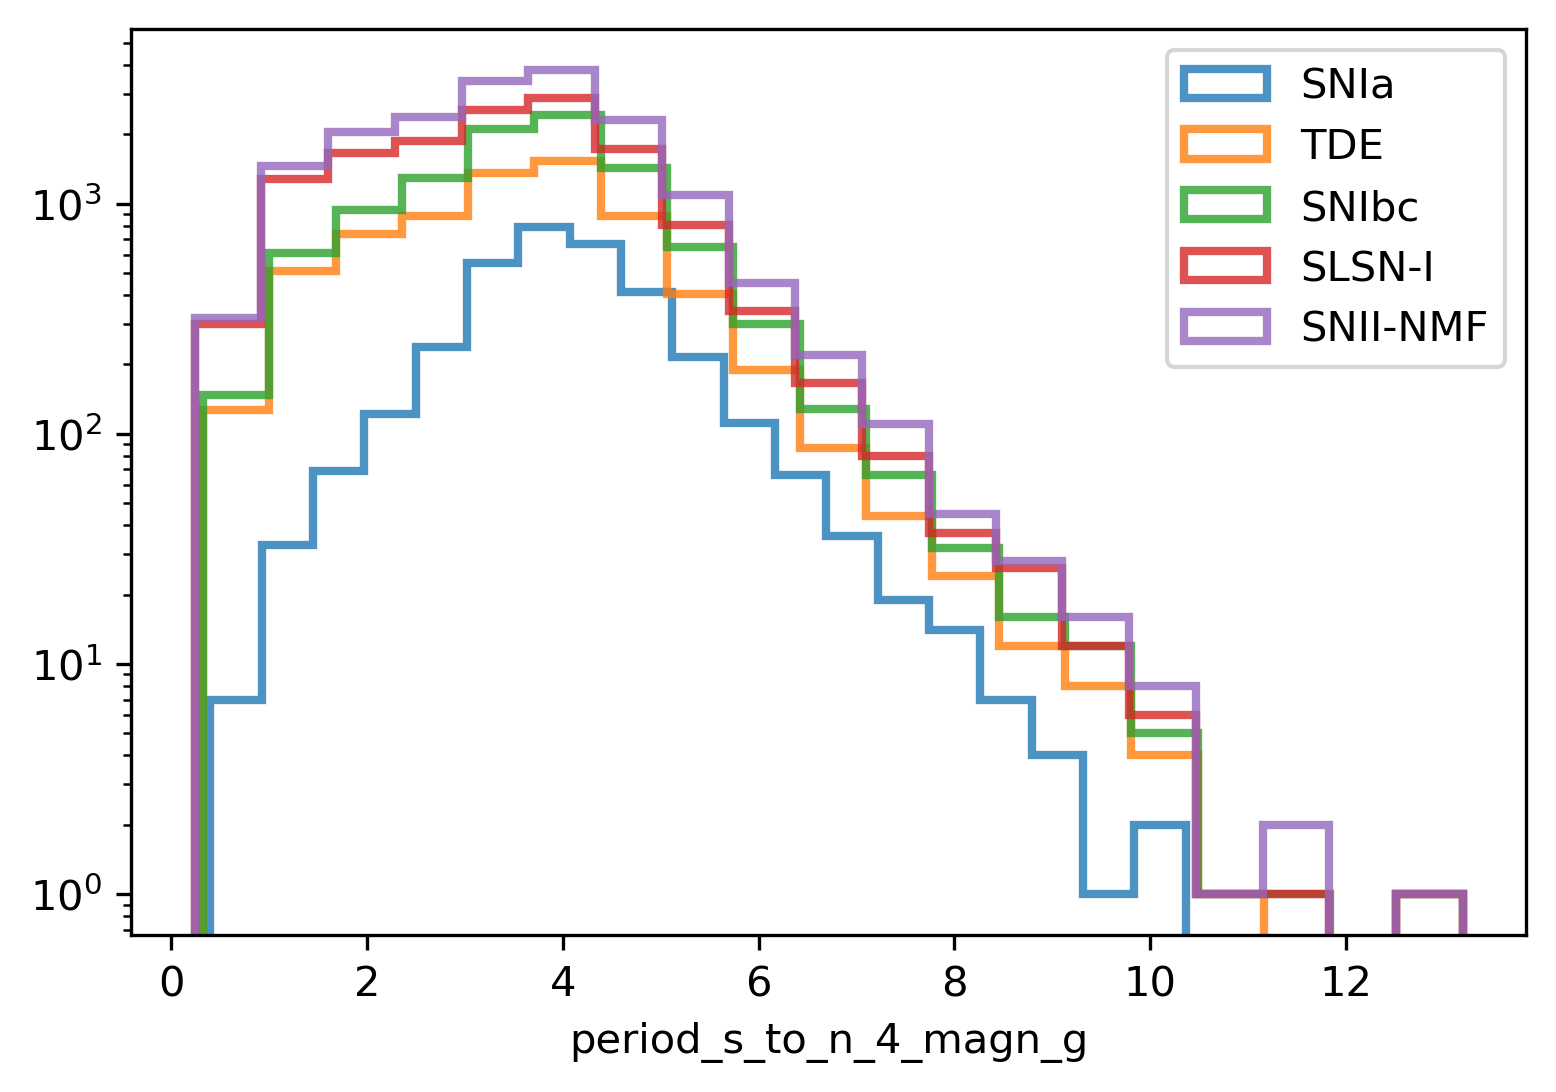 10³
10²
10¹
10⁰
0 2 4 6 8 10 12
period_s_to_n_4_magn_g
SNIa
TDE
SNIbc
SLSN-I
SNII-NMF